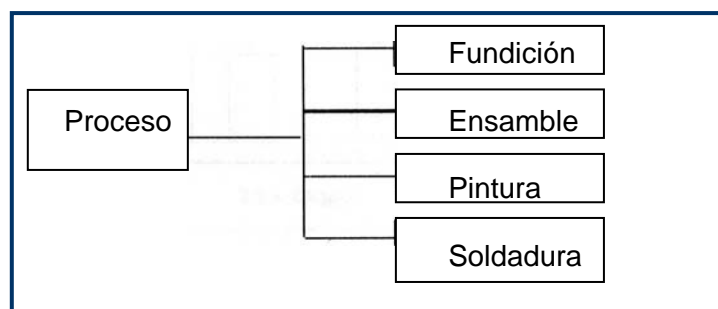 Proceso
Fundición
Ensamble
Pintura
Soldadura